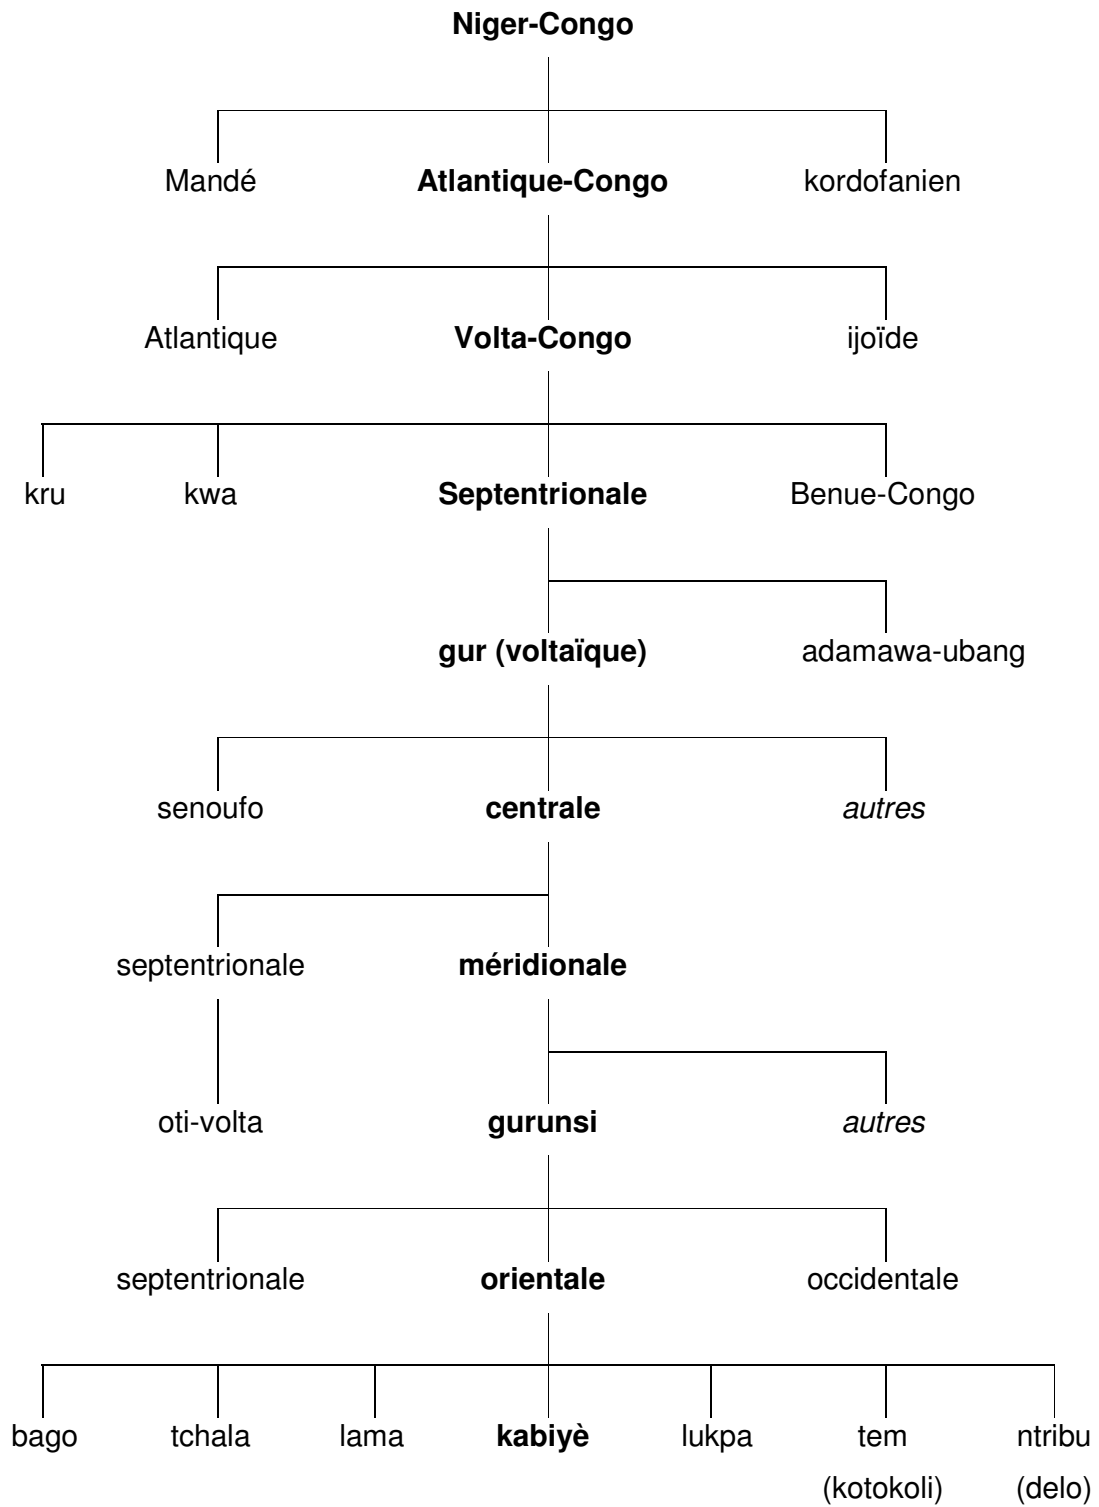 Niger-Congo
Mandé Atlantique-Congo kordofanien
Atlantique Volta-Congo ijoïde
kru kwa Septentrionale Benue-Congo
gur (voltaïque) adamawa-ubang
senoufo centrale autres
septentrionale méridionale
oti-volta gurunsi autres
septentrionale orientale occidentale
bago tchala lama kabiyè lukpa tem ntribu
(kotokoli) (delo)